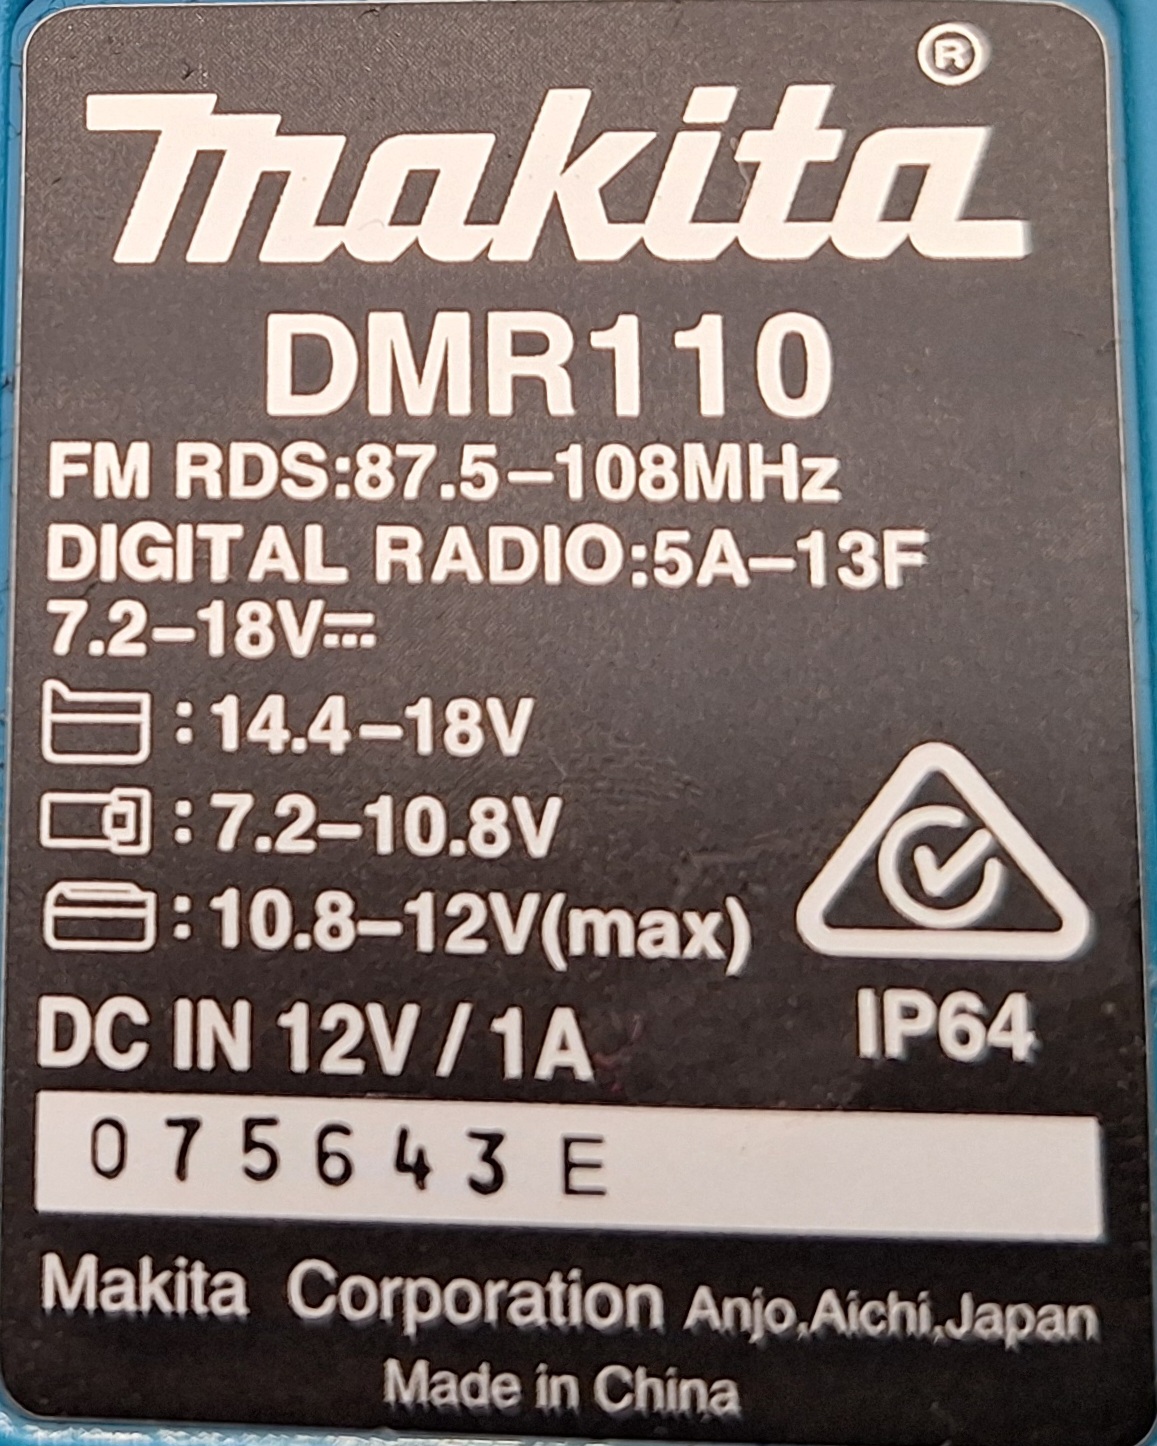 makita®
DMR110
FM RDS:87.5–108MHz
DIGITAL RADIO:5A–13F
7.2–18V⎓
:14.4–18V
:7.2–10.8V
:10.8–12V(max)
DC IN 12V / 1A
IP64
075643 E
Makita Corporation Anjo,Aichi,Japan
Made in China